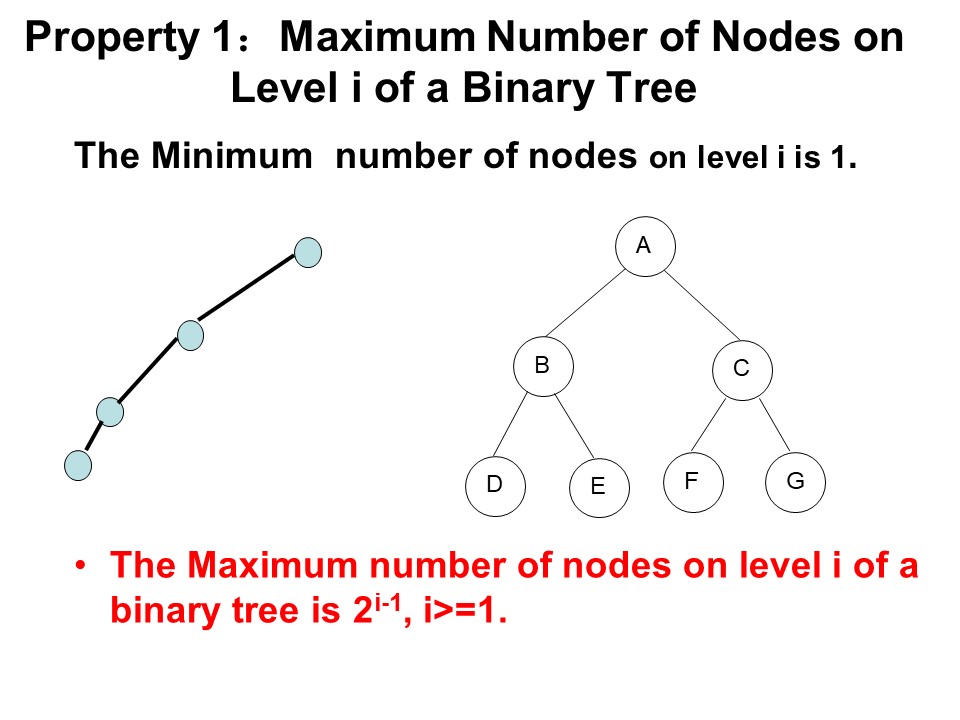 Property 1：Maximum Number of Nodes on
Level i of a Binary Tree
The Minimum number of nodes on level i is 1.
A
B
C
D
E
F
G
• The Maximum number of nodes on level i of a
binary tree is 2^i-1, i>=1.